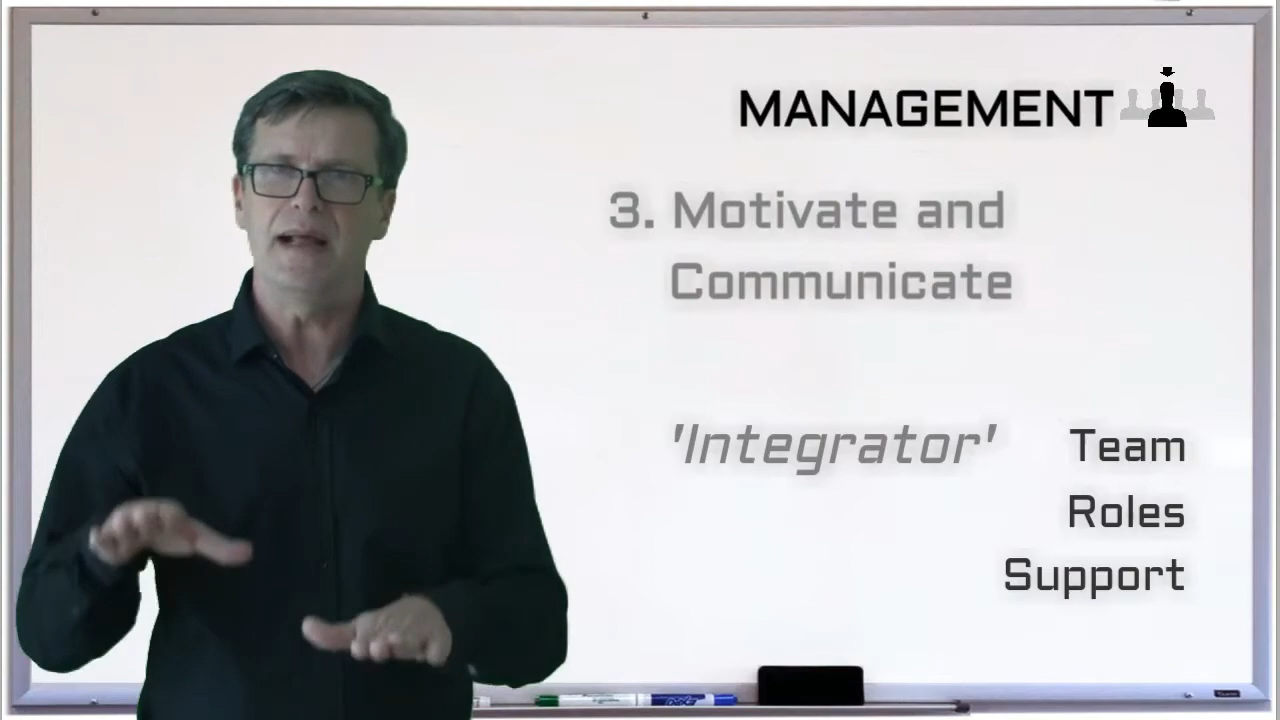 MANAGEMENT
3. Motivate and
Communicate
'Integrator' Team
Roles
Support